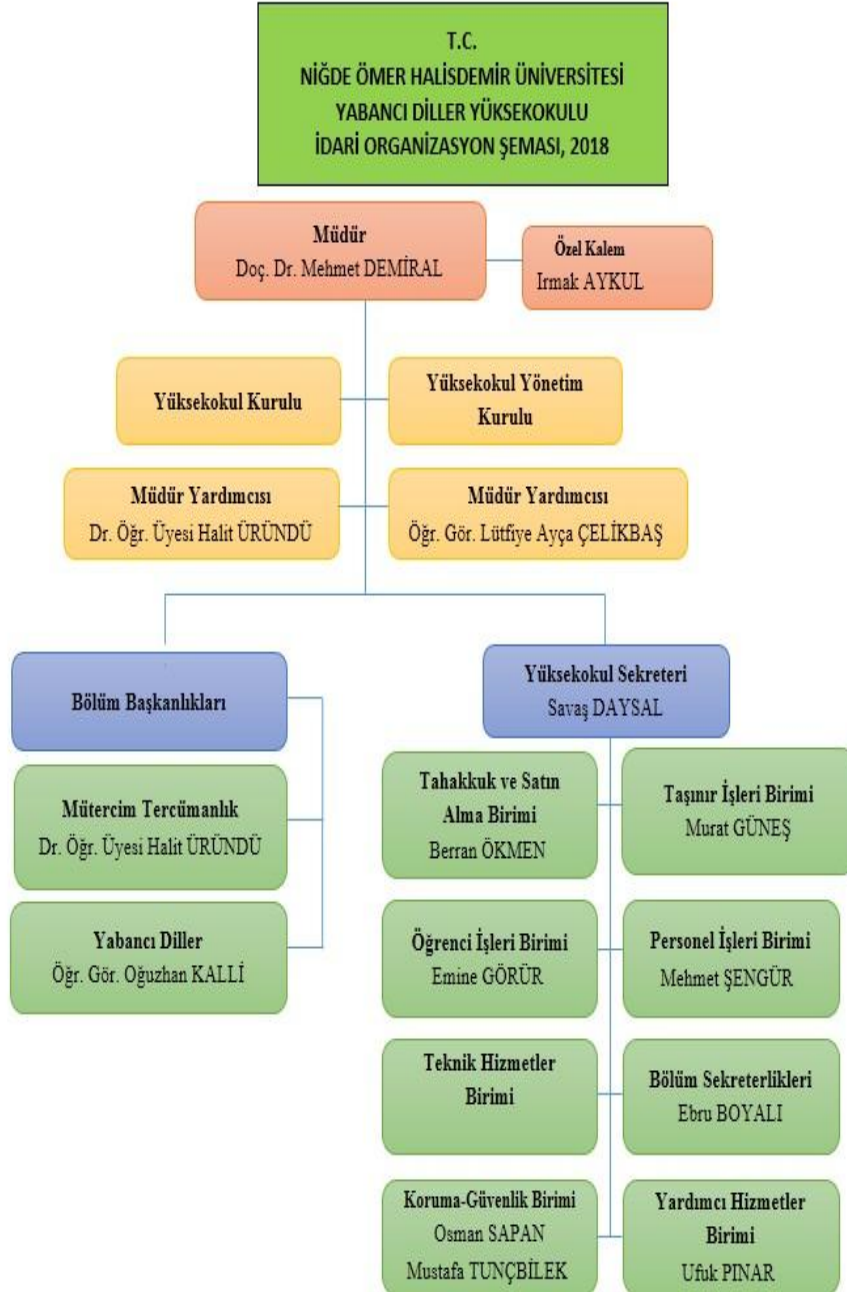 T.C.
NİĞDE ÖMER HALİSDEMİR ÜNİVERSİTESİ
YABANCI DİLLER YÜKSEKOKULU
İDARİ ORGANİZASYON ŞEMASI, 2018
Müdür
Doç. Dr. Mehmet DEMİRAL
Özel Kalem
Irmak AYKUL
Yüksekokul Kurulu
Yüksekokul Yönetim
Kurulu
Müdür Yardımcısı
Dr. Öğr. Üyesi Halit ÜRÜNDÜ
Müdür Yardımcısı
Öğr. Gör. Lütfiye Ayça ÇELİKBAŞ
Bölüm Başkanlıkları
Mütercim Tercümanlık
Dr. Öğr. Üyesi Halit ÜRÜNDÜ
Yabancı Diller
Öğr. Gör. Oğuzhan KALLİ
Yüksekokul Sekreteri
Savaş DAYSAL
Tahakkuk ve Satın
Alma Birimi
Berran ÖKMEN
Taşınır İşleri Birimi
Murat GÜNEŞ
Öğrenci İşleri Birimi
Emine GÖRÜR
Personel İşleri Birimi
Mehmet ŞENGÜR
Teknik Hizmetler
Birimi
Bölüm Sekreterlikleri
Ebru BOYALI
Koruma-Güvenlik Birimi
Osman SAPAN
Mustafa TUNÇBİLEK
Yardımcı Hizmetler
Birimi
Ufuk PINAR